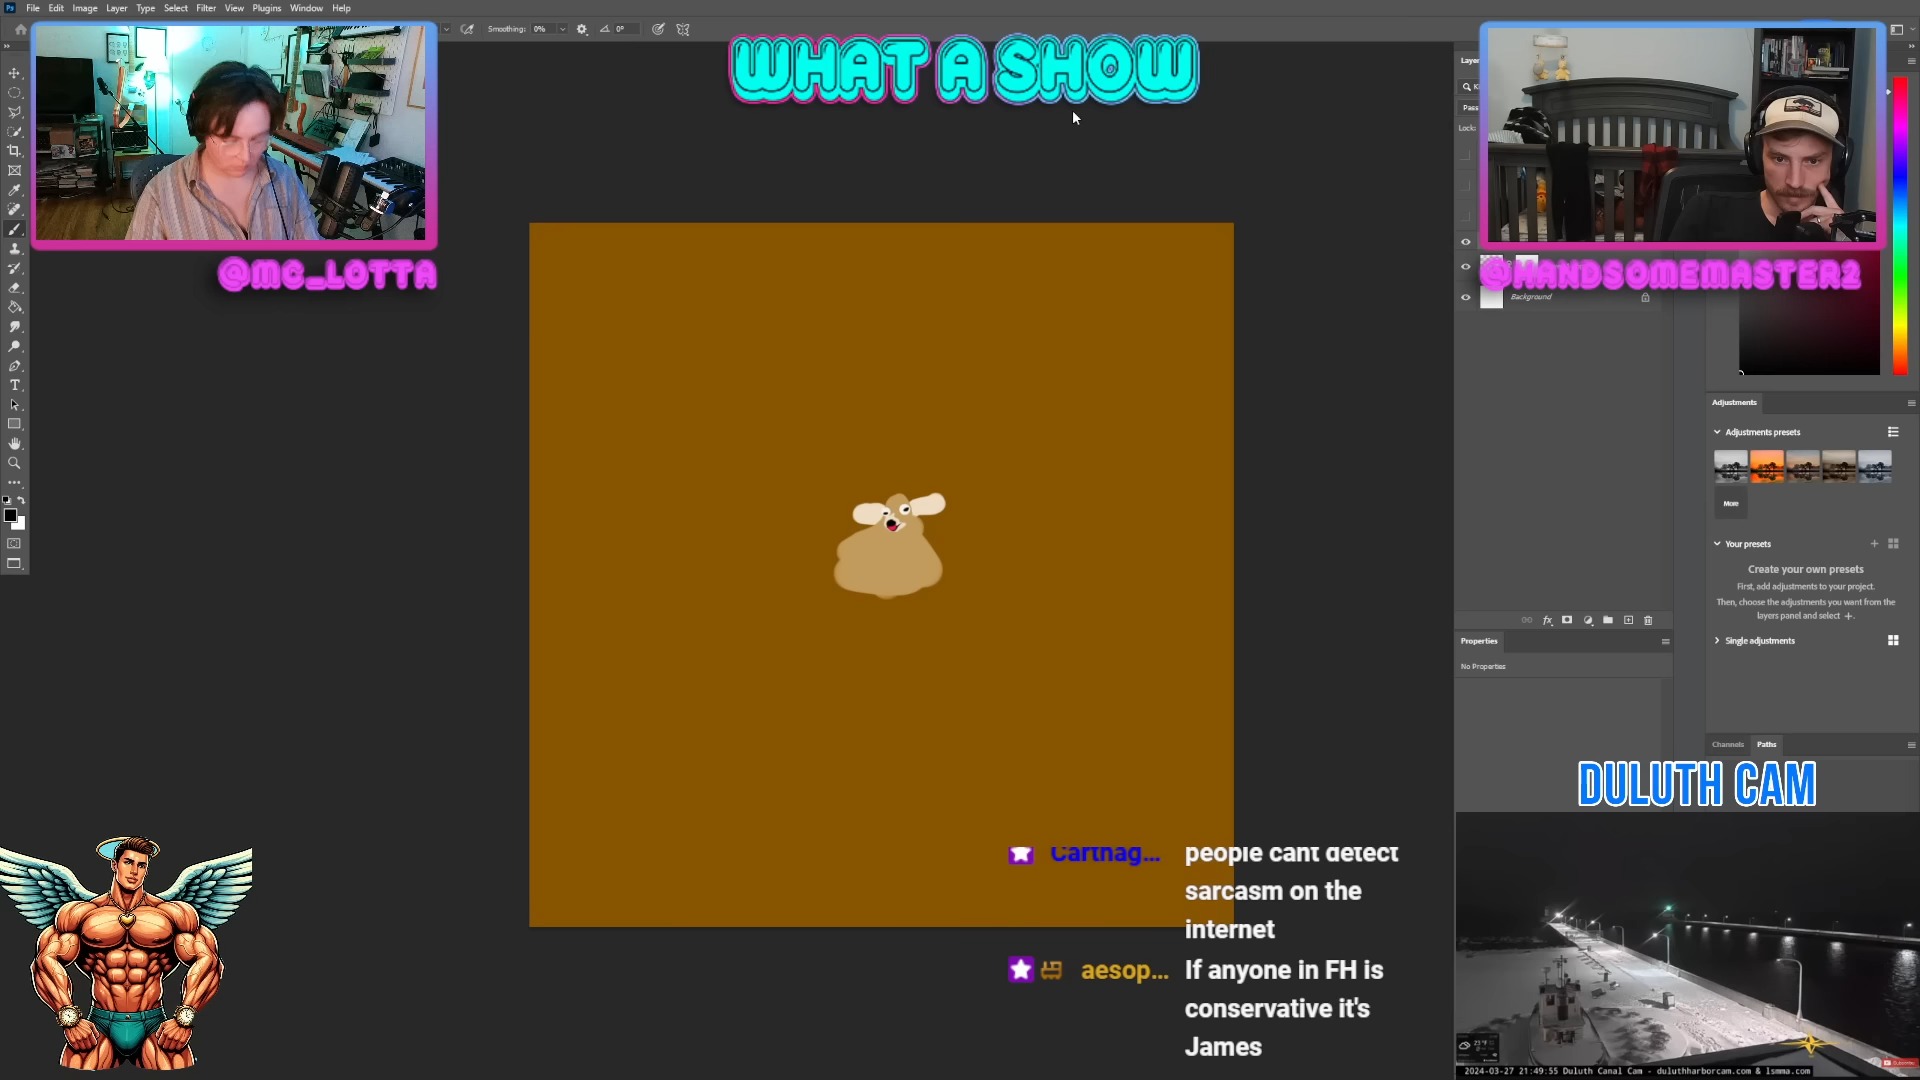 File Edit Image Layer Type Select Filter View Plugins Window Help
Smoothing: 0% 0°
WHAT A SHOW
@MC_LOTTA
@HANDSOMEMASTER2
Pass
Lock:
Background
Adjustments
Adjustments presets
More
Your presets
Create your own presets
First, add adjustments to your project.
Then, choose the adjustments you want from the
layers panel and select +.
Single adjustments
Properties
No Properties
Channels Paths
DULUTH CAM
Carthag... people cant detect
sarcasm on the
internet
aesop... If anyone in FH is
conservative it's
James
2024-03-27 21:49:55 Duluth Canal Cam - duluthharborcam.com & lsmma.com